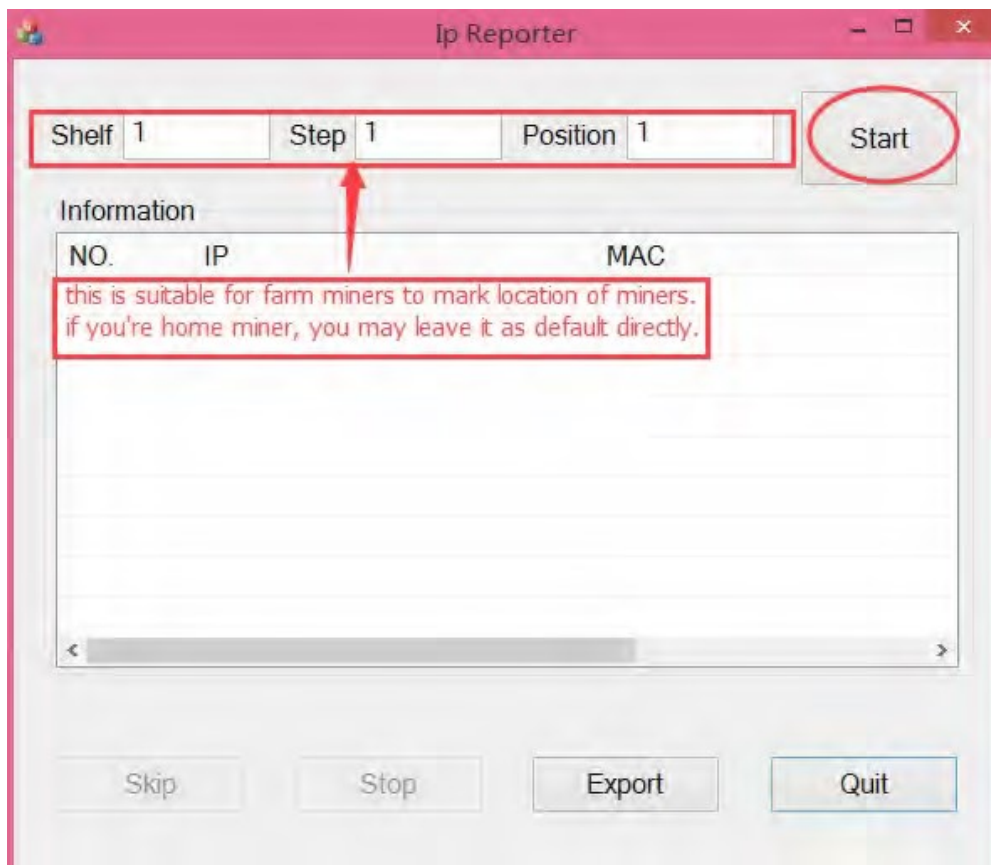 Ip Reporter
Shelf 1 Step 1 Position 1 Start
Information
NO. IP MAC
this is suitable for farm miners to mark location of miners.
if you're home miner, you may leave it as default directly.
Skip Stop Export Quit